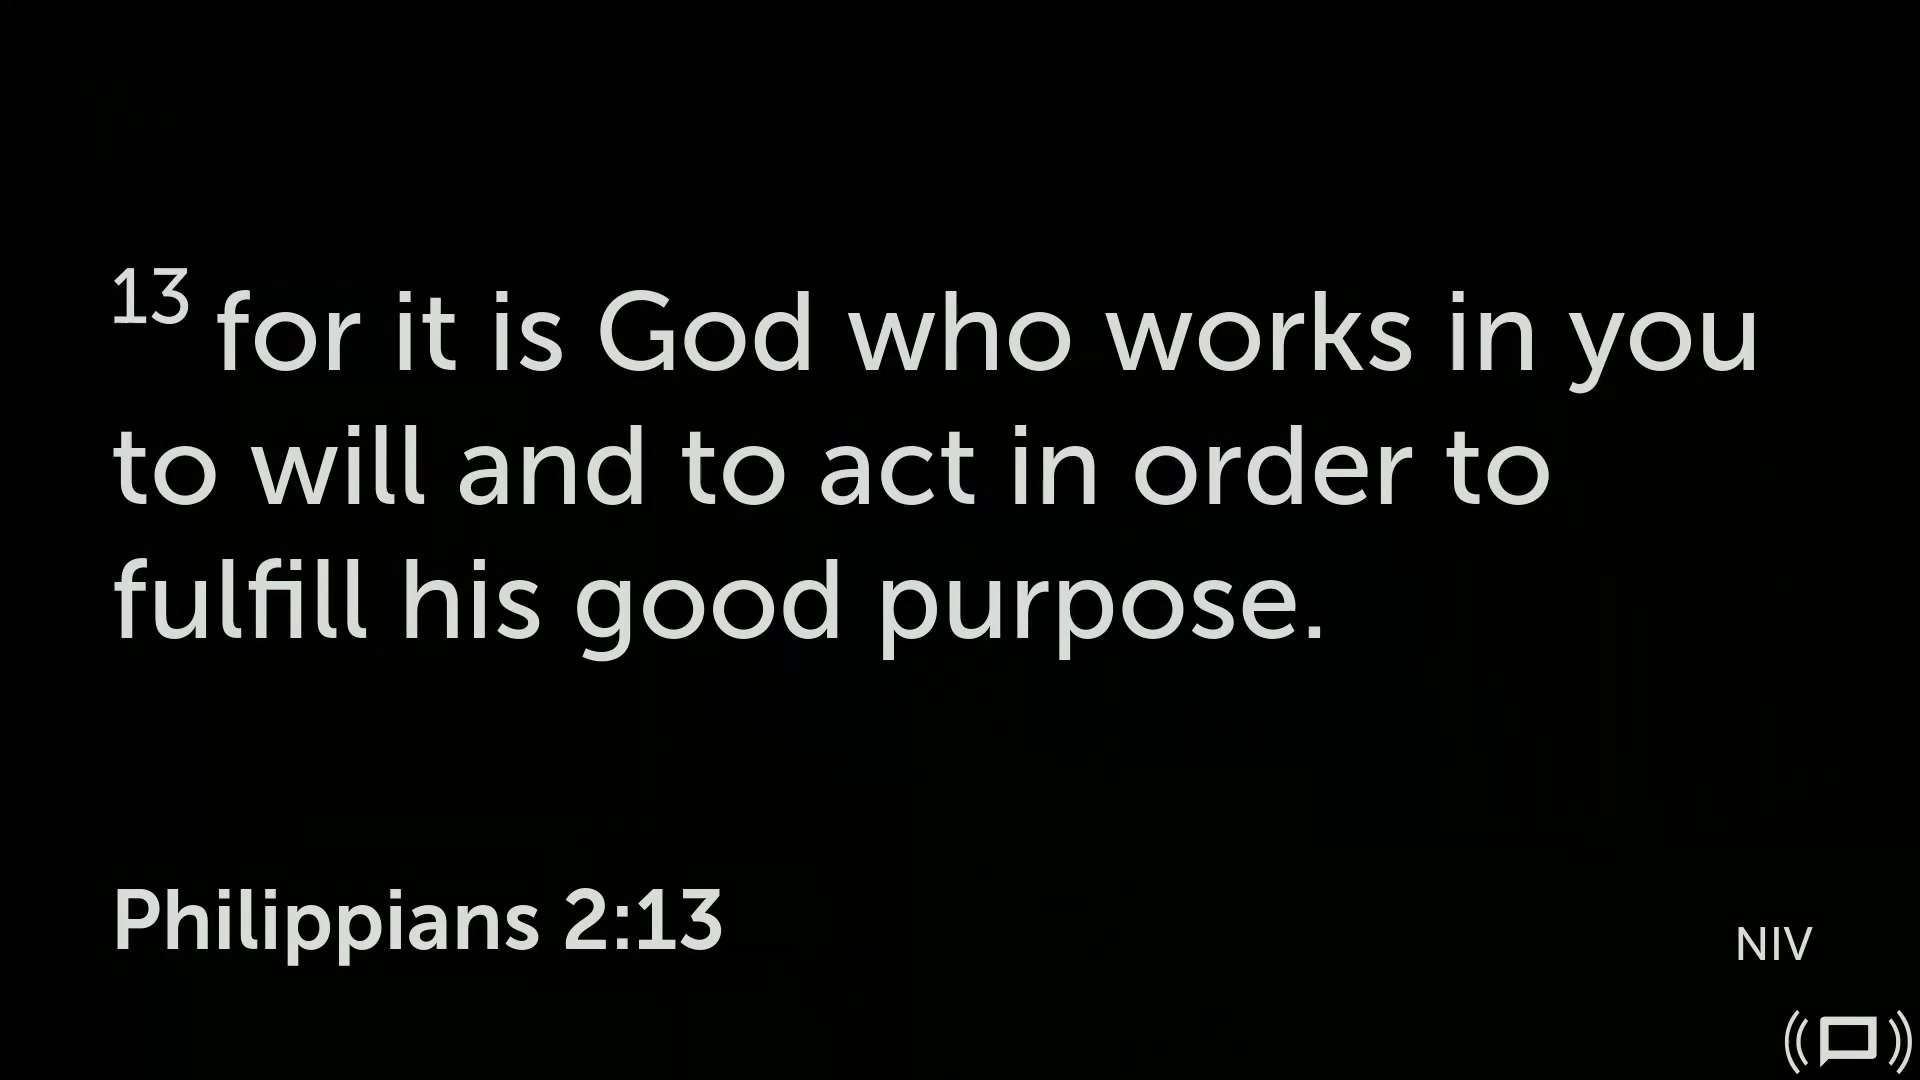 13 for it is God who works in you
to will and to act in order to
fulfill his good purpose.
Philippians 2:13
NIV